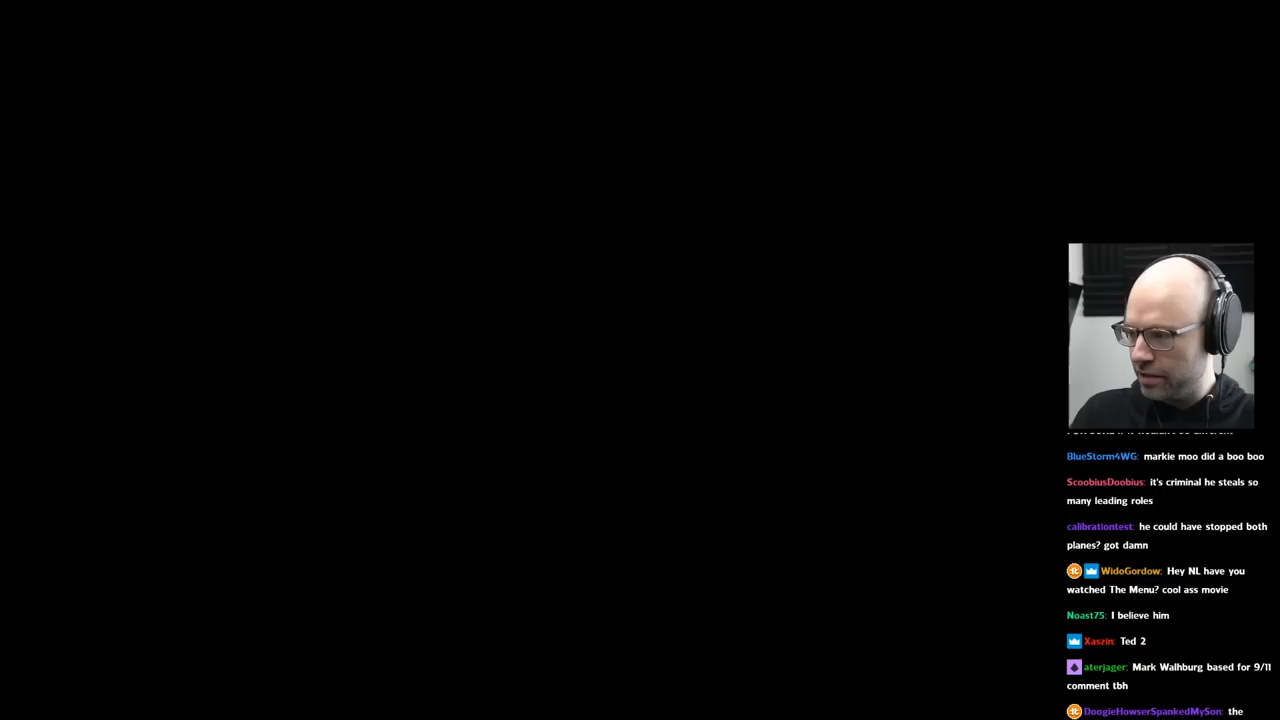 BlueStorm4WG: markie moo did a boo boo
ScoobiusDoobius: it's criminal he steals so
many leading roles
calibrationtest: he could have stopped both
planes? got damn
WidoGordow: Hey NL have you
watched The Menu? cool ass movie
Noast75: I believe him
Xaszin: Ted 2
aterjager: Mark Walhburg based for 9/11
comment tbh
DoogieHowserSpankedMySon: the